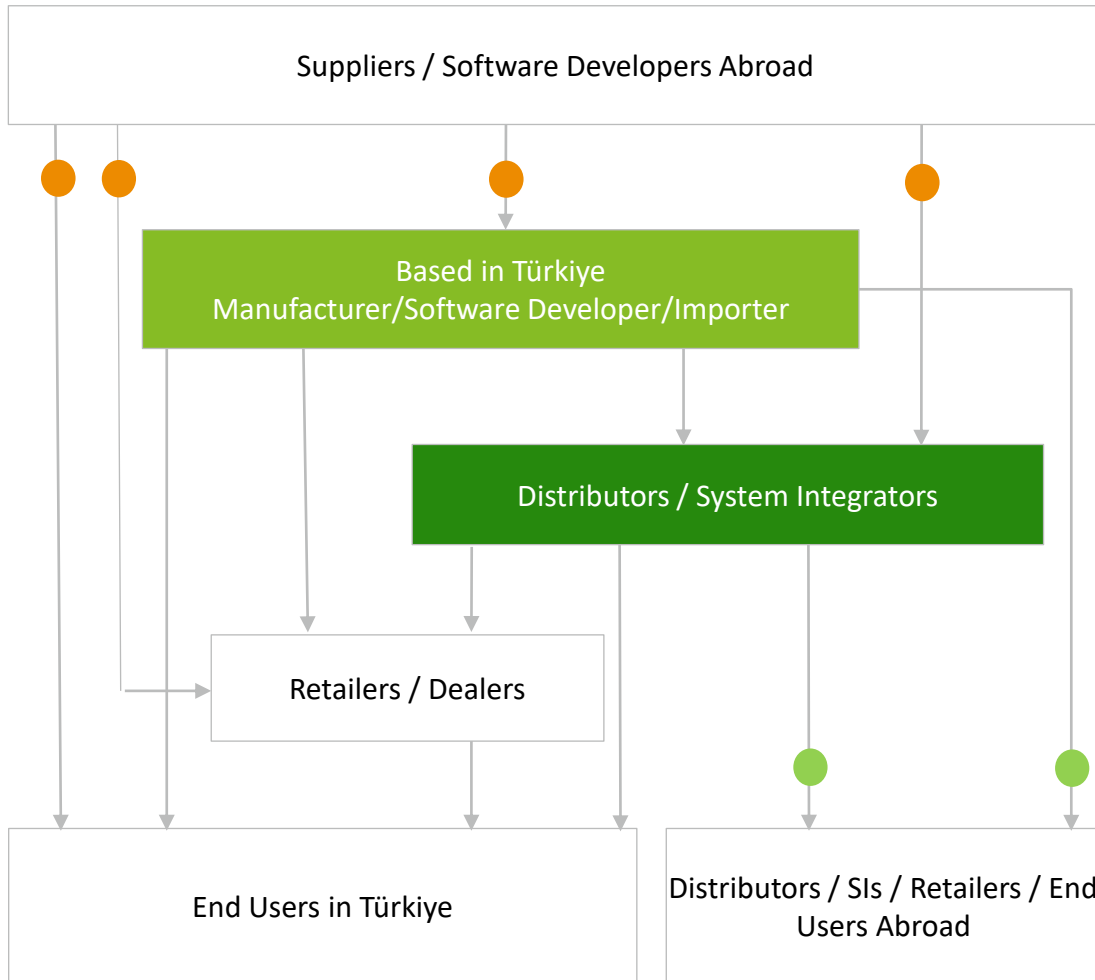 Suppliers / Software Developers Abroad
Based in Türkiye
Manufacturer/Software Developer/Importer
Distributors / System Integrators
Retailers / Dealers
End Users in Türkiye
Distributors / SIs / Retailers / End
Users Abroad